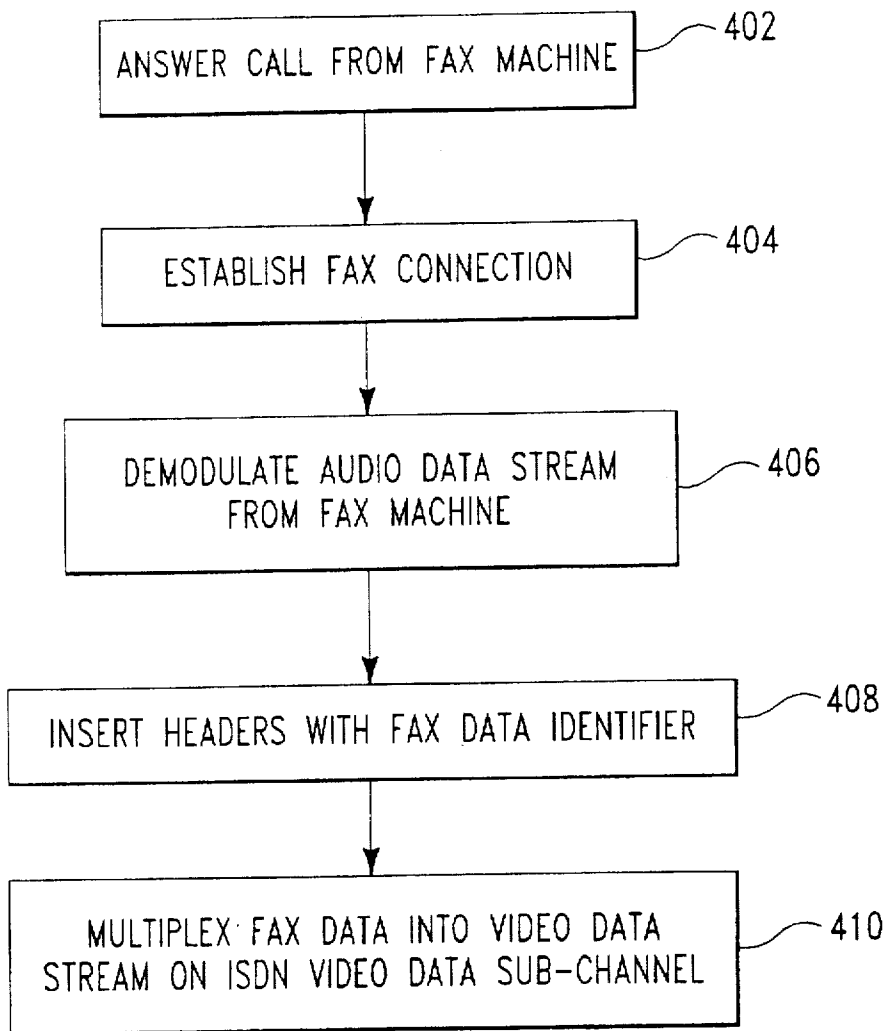 402
ANSWER CALL FROM FAX MACHINE
404
ESTABLISH FAX CONNECTION
406
DEMODULATE AUDIO DATA STREAM
FROM FAX MACHINE
408
INSERT HEADERS WITH FAX DATA IDENTIFIER
410
MULTIPLEX FAX DATA INTO VIDEO DATA
STREAM ON ISDN VIDEO DATA SUB-CHANNEL